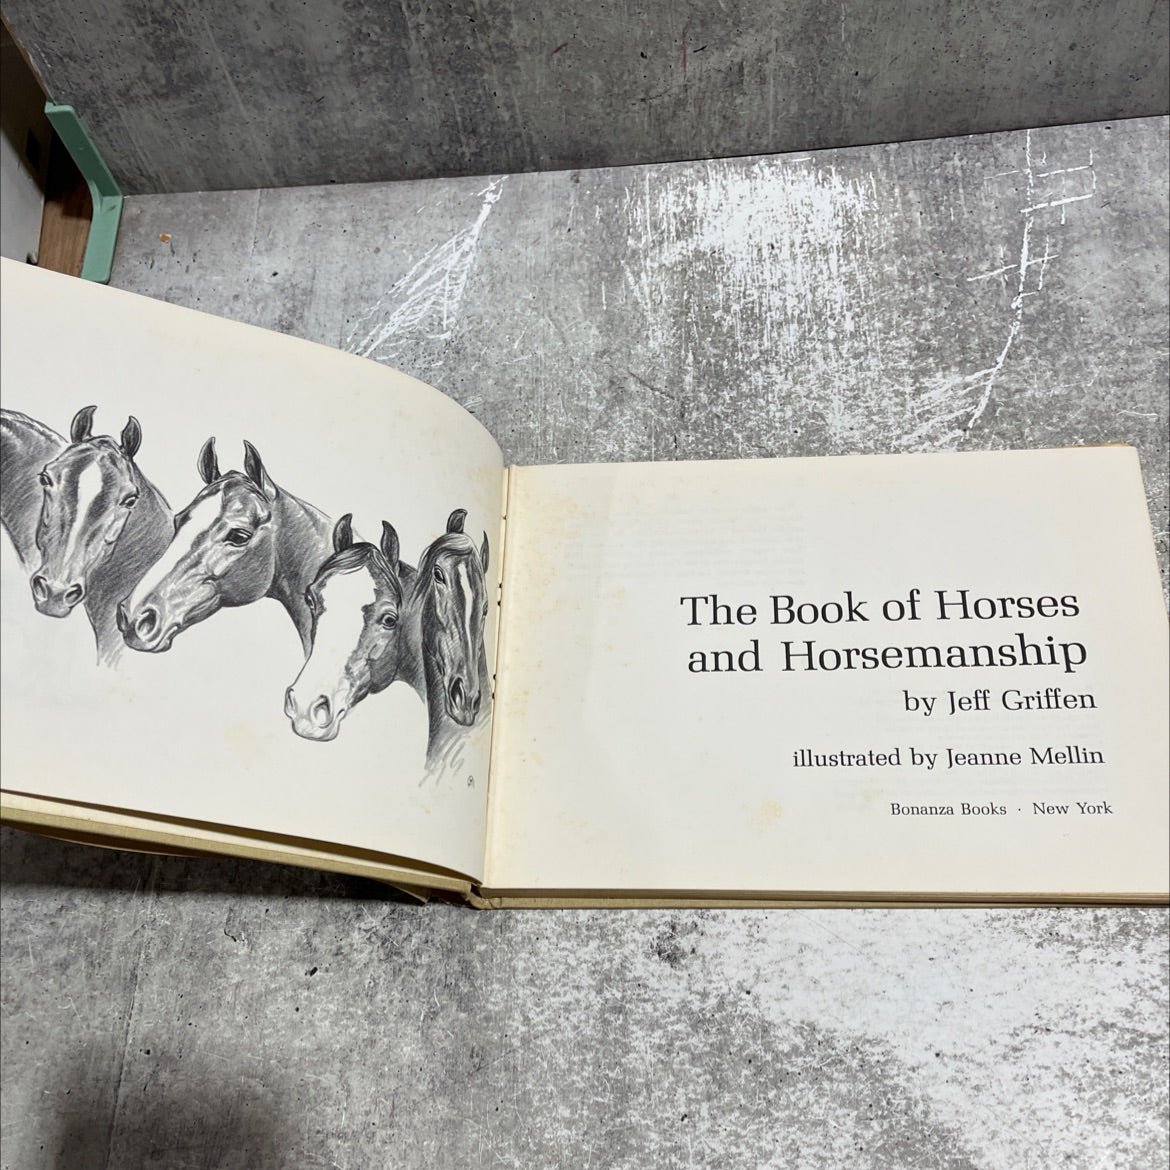 The Book of Horses
and Horsemanship
by Jeff Griffen
illustrated by Jeanne Mellin
Bonanza Books · New York